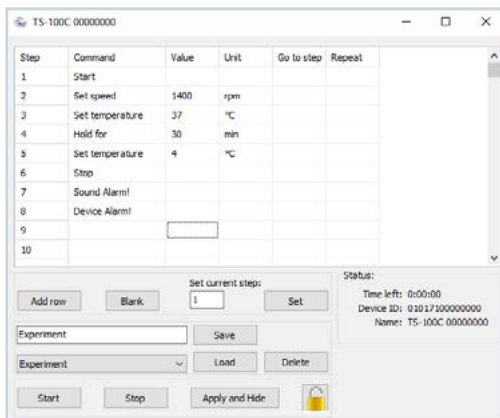 TS-100C 00000000
Step Command Value Unit Go to step Repeat
1 Start
2 Set speed 1400 rpm
3 Set temperature 37 °C
4 Hold for 30 min
5 Set temperature 4 °C
6 Stop
7 Sound Alarm!
8 Device Alarm!
9
10
Set current step:
Add row Blank 1 Set
Experiment Save
Experiment Load Delete
Start Stop Apply and Hide
Status:
Time left: 0:00:00
Device ID: 01017100000000
Name: TS-100C 00000000